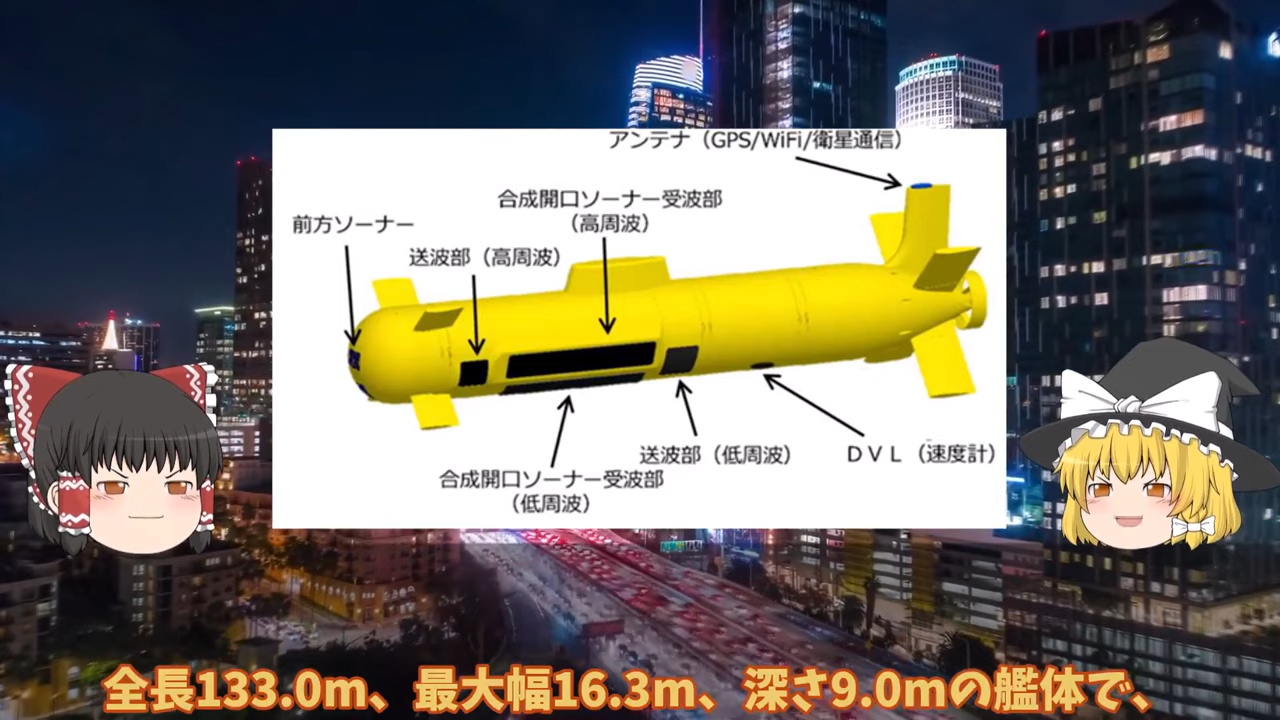 アンテナ（GPS/WiFi/衛星通信）
合成開口ソーナー受波部
（高周波）
前方ソーナー
送波部（高周波）
送波部（低周波）
ＤＶＬ（速度計）
合成開口ソーナー受波部
（低周波）
全長133.0m、最大幅16.3m、深さ9.0mの艦体で、